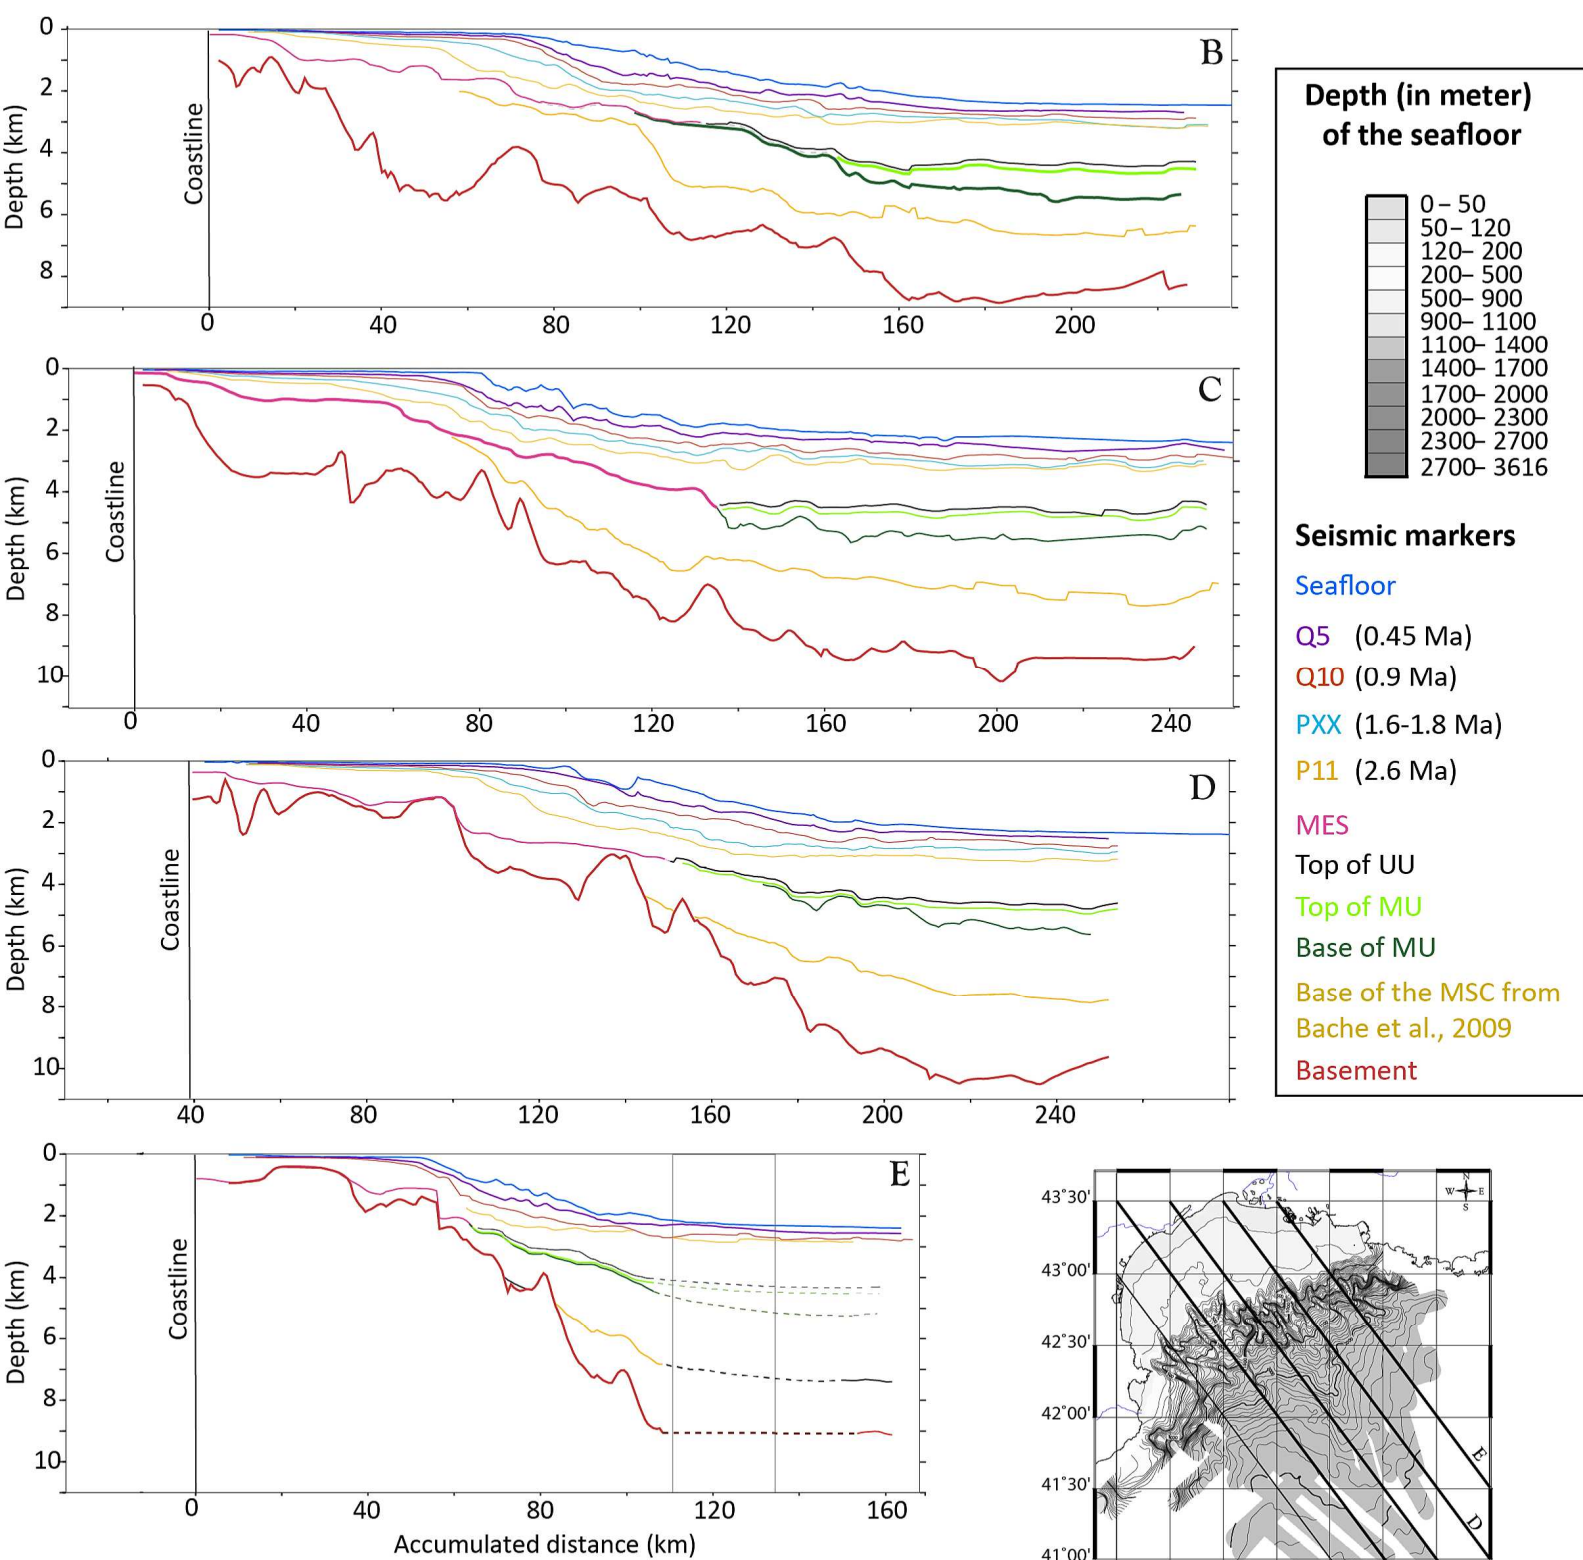 B
0
2
4
6
8
Depth (km)
Coastline
0 40 80 120 160 200
C
0
2
4
6
8
10
Depth (km)
Coastline
0 40 80 120 160 200 240
D
0
2
4
6
8
10
Depth (km)
Coastline
40 80 120 160 200 240
E
0
2
4
6
8
10
Depth (km)
Coastline
0 40 80 120 160
Accumulated distance (km)
Depth (in meter)
of the seafloor
0 – 50
50 – 120
120 – 200
200 – 500
500 – 900
900 – 1100
1100 – 1400
1400 – 1700
1700 – 2000
2000 – 2300
2300 – 2700
2700 – 3616
Seismic markers
Seafloor
Q5 (0.45 Ma)
Q10 (0.9 Ma)
PXX (1.6-1.8 Ma)
P11 (2.6 Ma)
MES
Top of UU
Top of MU
Base of MU
Base of the MSC from
Bache et al., 2009
Basement
N
W E
S
43°30'
43°00'
42°30'
42°00'
41°30'
41°00'
E
D